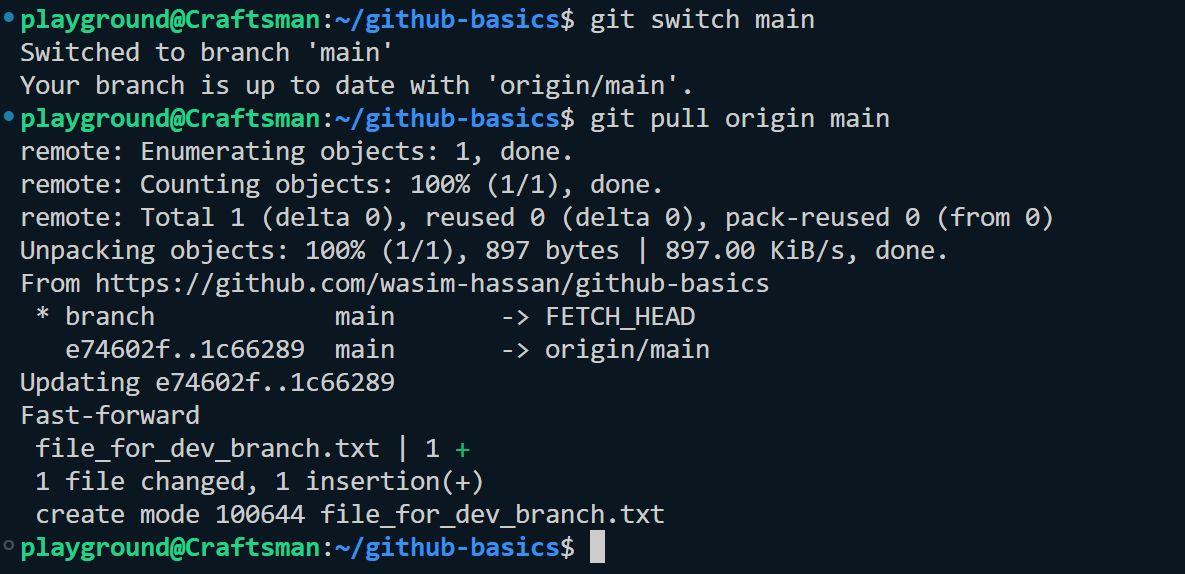 playground@Craftsman:~/github-basics$ git switch main
Switched to branch 'main'
Your branch is up to date with 'origin/main'.
playground@Craftsman:~/github-basics$ git pull origin main
remote: Enumerating objects: 1, done.
remote: Counting objects: 100% (1/1), done.
remote: Total 1 (delta 0), reused 0 (delta 0), pack-reused 0 (from 0)
Unpacking objects: 100% (1/1), 897 bytes | 897.00 KiB/s, done.
From https://github.com/wasim-hassan/github-basics
 * branch            main       -> FETCH_HEAD
   e74602f..1c66289  main       -> origin/main
Updating e74602f..1c66289
Fast-forward
 file_for_dev_branch.txt | 1 +
 1 file changed, 1 insertion(+)
 create mode 100644 file_for_dev_branch.txt
playground@Craftsman:~/github-basics$